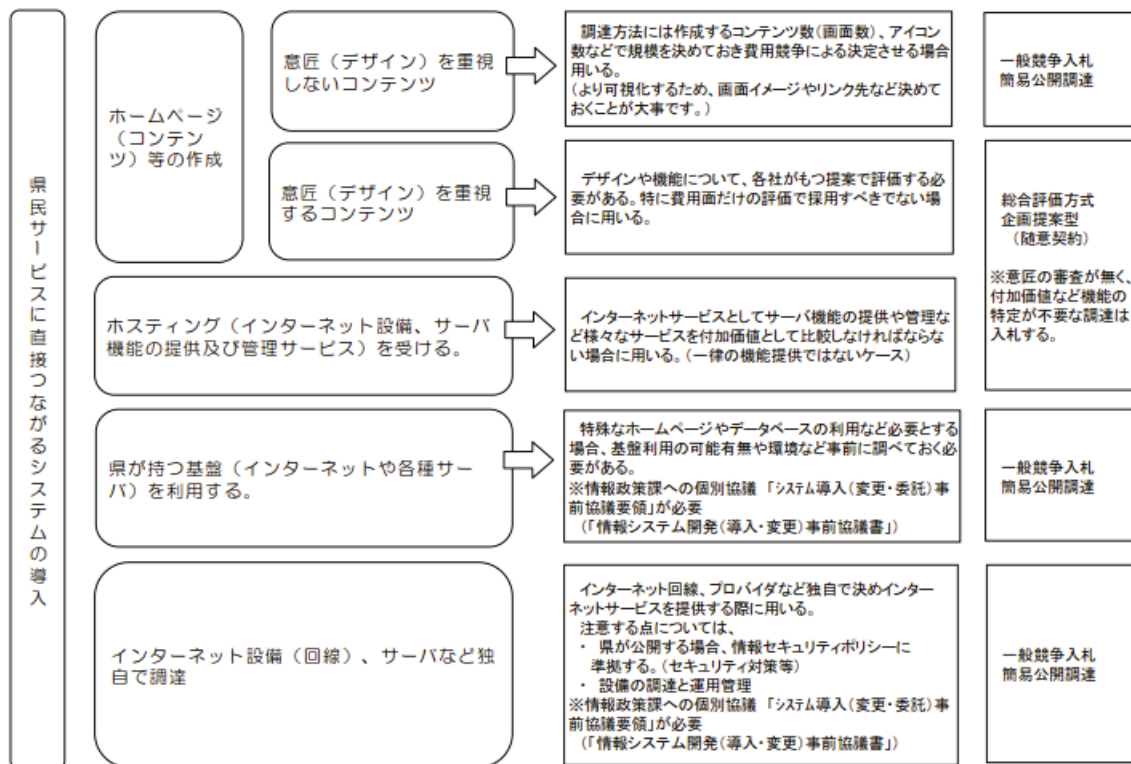 県民サービスに直接つながるシステムの導入
ホームページ
(コンテン
ツ)等の作成
意匠(デザイン)を重視
しないコンテンツ
調達方法には作成するコンテンツ数(画面数)、アイコン
数などで規模を決めておき費用競争による決定させる場合
用いる。
(より可視化するため、画面イメージやリンク先など決めて
おくことが大事です。)
一般競争入札
簡易公開調達
意匠(デザイン)を重視
するコンテンツ
デザインや機能について、各社がもつ提案で評価する必
要がある。特に費用面だけの評価で採用すべきでない場
合に用いる。
総合評価方式
企画提案型
(随意契約)
※意匠の審査が無く、
付加価値など機能の
特定が不要な調達は
入札する。
ホスティング(インターネット設備、サーバ
機能の提供及び管理サービス)を受ける。
インターネットサービスとしてサーバ機能の提供や管理な
ど様々なサービスを付加価値として比較しなければならな
い場合に用いる。(一律の機能提供ではないケース)
県が持つ基盤(インターネットや各種サー
バ)を利用する。
特殊なホームページやデータベースの利用など必要とする
場合、基盤利用の可能有無や環境など事前に調べておく必
要がある。
※情報政策課への個別協議 「システム導入(変更・委託)事
前協議要領」が必要
(「情報システム開発(導入・変更)事前協議書」)
一般競争入札
簡易公開調達
インターネット設備(回線)、サーバなど独
自で調達
インターネット回線、プロバイダなど独自で決めインター
ネットサービスを提供する際に用いる。
注意する点については、
・ 県が公開する場合、情報セキュリティポリシーに
準拠する。(セキュリティ対策等)
・ 設備の調達と運用管理
※情報政策課への個別協議 「システム導入(変更・委託)事
前協議要領」が必要
(「情報システム開発(導入・変更)事前協議書」)
一般競争入札
簡易公開調達